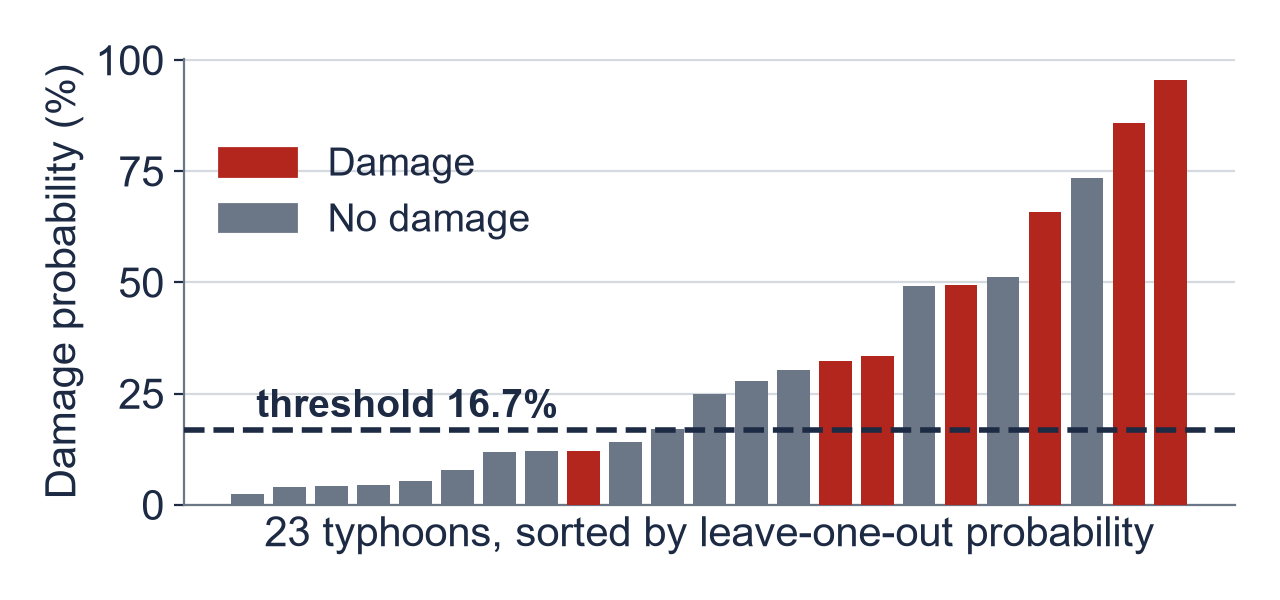 Damage probability (%)
100
75
50
25
0
Damage
No damage
threshold 16.7%
23 typhoons, sorted by leave-one-out probability